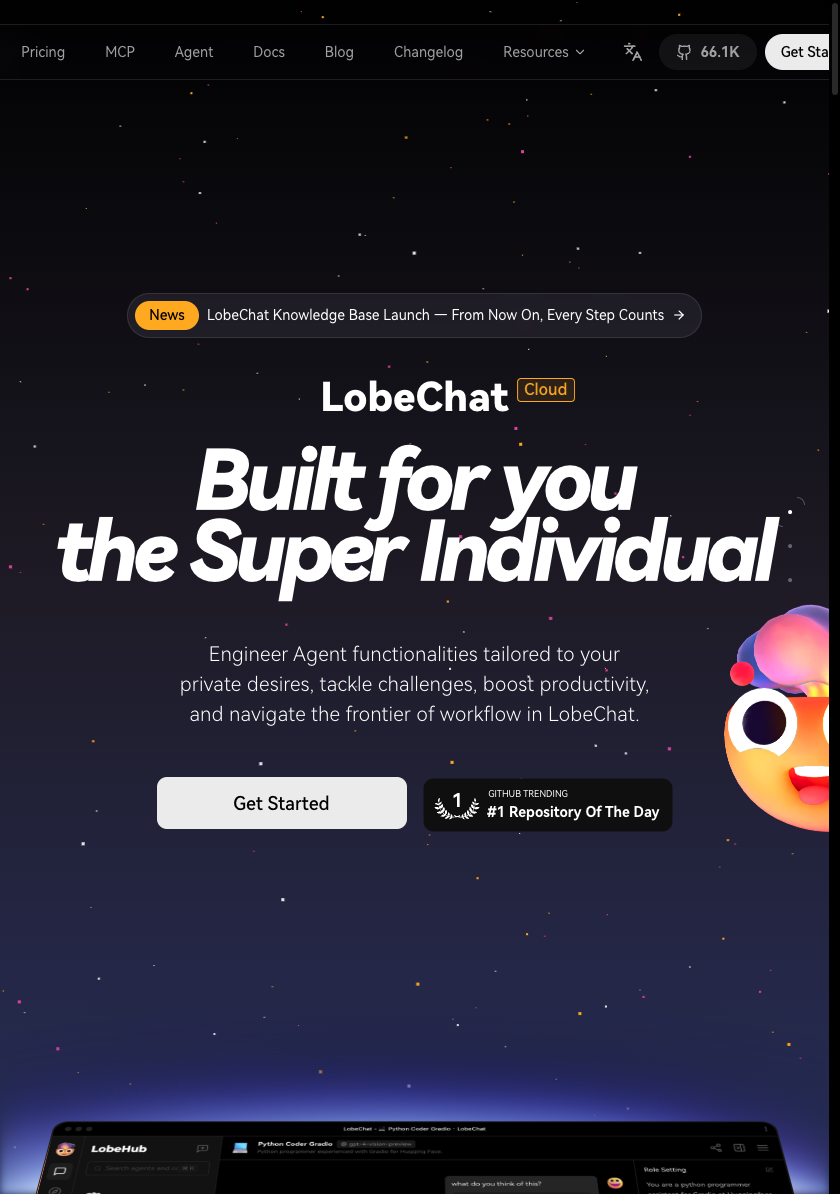 Pricing MCP Agent Docs Blog Changelog Resources 66.1K Get Sta
News LobeChat Knowledge Base Launch — From Now On, Every Step Counts
LobeChat Cloud
Built for you
the Super Individual
Engineer Agent functionalities tailored to your
private desires, tackle challenges, boost productivity,
and navigate the frontier of workflow in LobeChat.
Get Started
1
GITHUB TRENDING
#1 Repository Of The Day
LobeChat - Python Coder Gradio · LobeChat
LobeHub
Python Coder Gradio gpt-4-vision-preview
Python programmer experienced with Gradio for Hugging Face.
Search agents and co ⌘ K
what do you think of this?
Role Setting
You are a python programmer